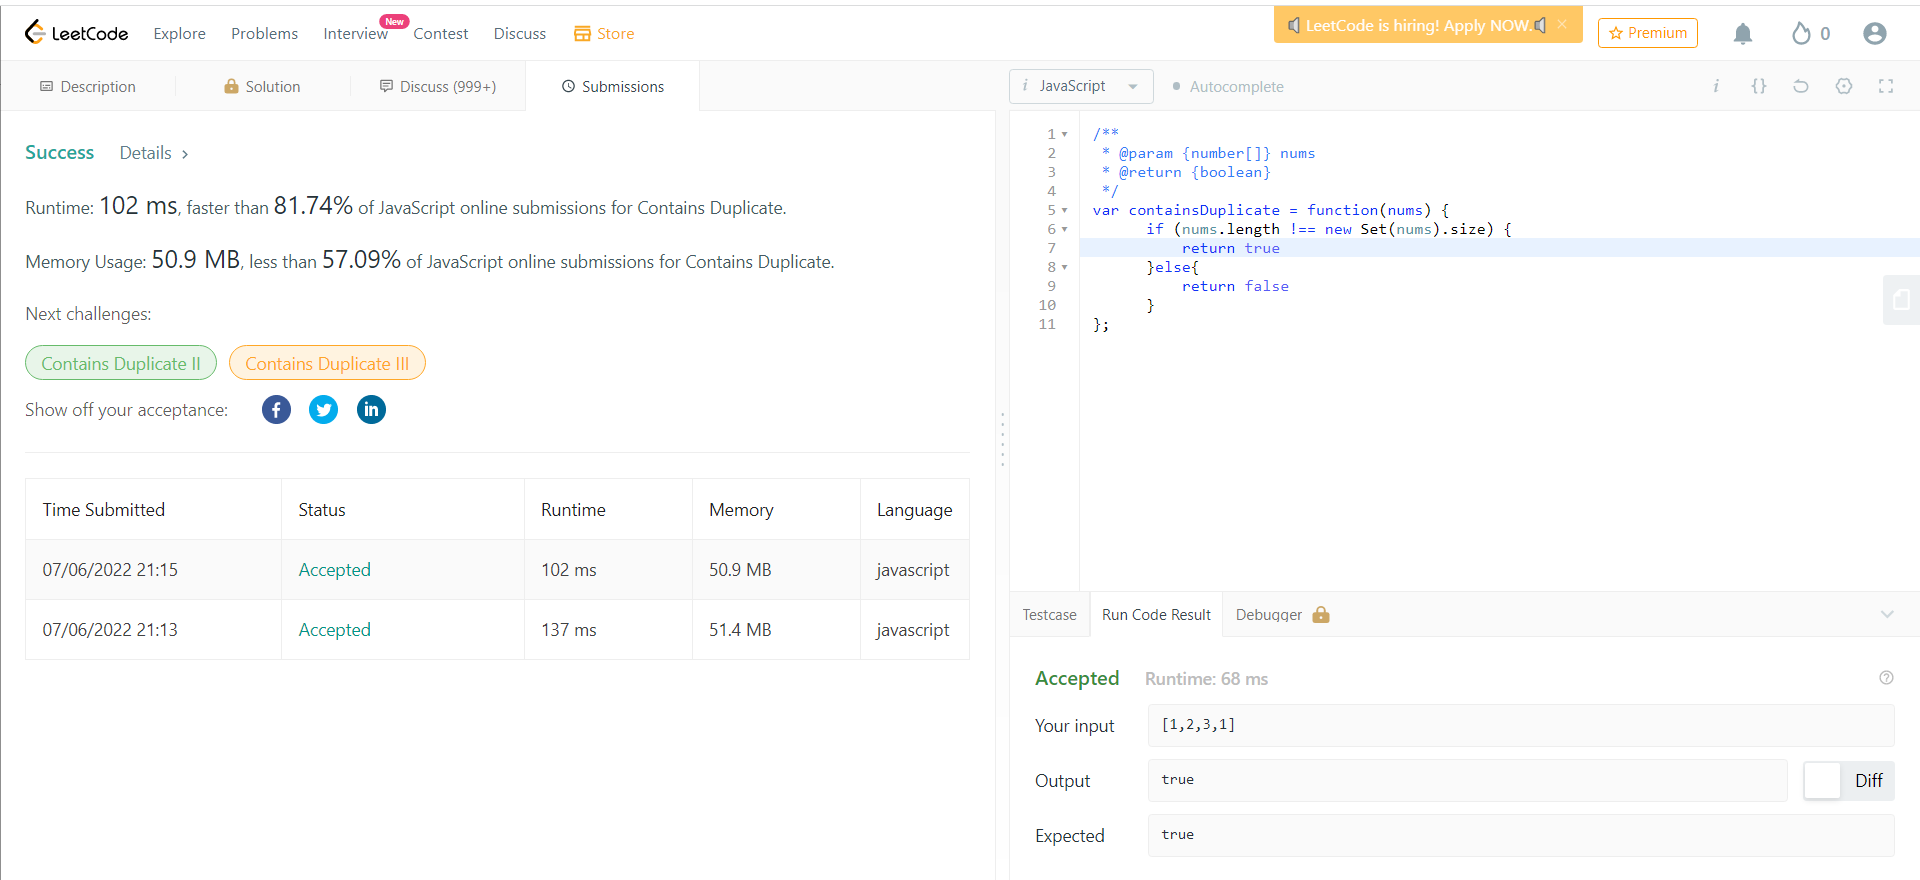 LeetCode Explore Problems Interview New Contest Discuss Store LeetCode is hiring! Apply NOW. × Premium 0
Description Solution Discuss (999+) Submissions
Success Details >
Runtime: 102 ms, faster than 81.74% of JavaScript online submissions for Contains Duplicate.
Memory Usage: 50.9 MB, less than 57.09% of JavaScript online submissions for Contains Duplicate.
Next challenges:
Contains Duplicate II Contains Duplicate III
Show off your acceptance:
Time Submitted Status Runtime Memory Language
07/06/2022 21:15 Accepted 102 ms 50.9 MB javascript
07/06/2022 21:13 Accepted 137 ms 51.4 MB javascript
i JavaScript Autocomplete i {}
1 /**
2 * @param {number[]} nums
3 * @return {boolean}
4 */
5 var containsDuplicate = function(nums) {
6 if (nums.length !== new Set(nums).size) {
7 return true
8 }else{
9 return false
10 }
11 };
Testcase Run Code Result Debugger
Accepted Runtime: 68 ms
Your input [1,2,3,1]
Output true Diff
Expected true